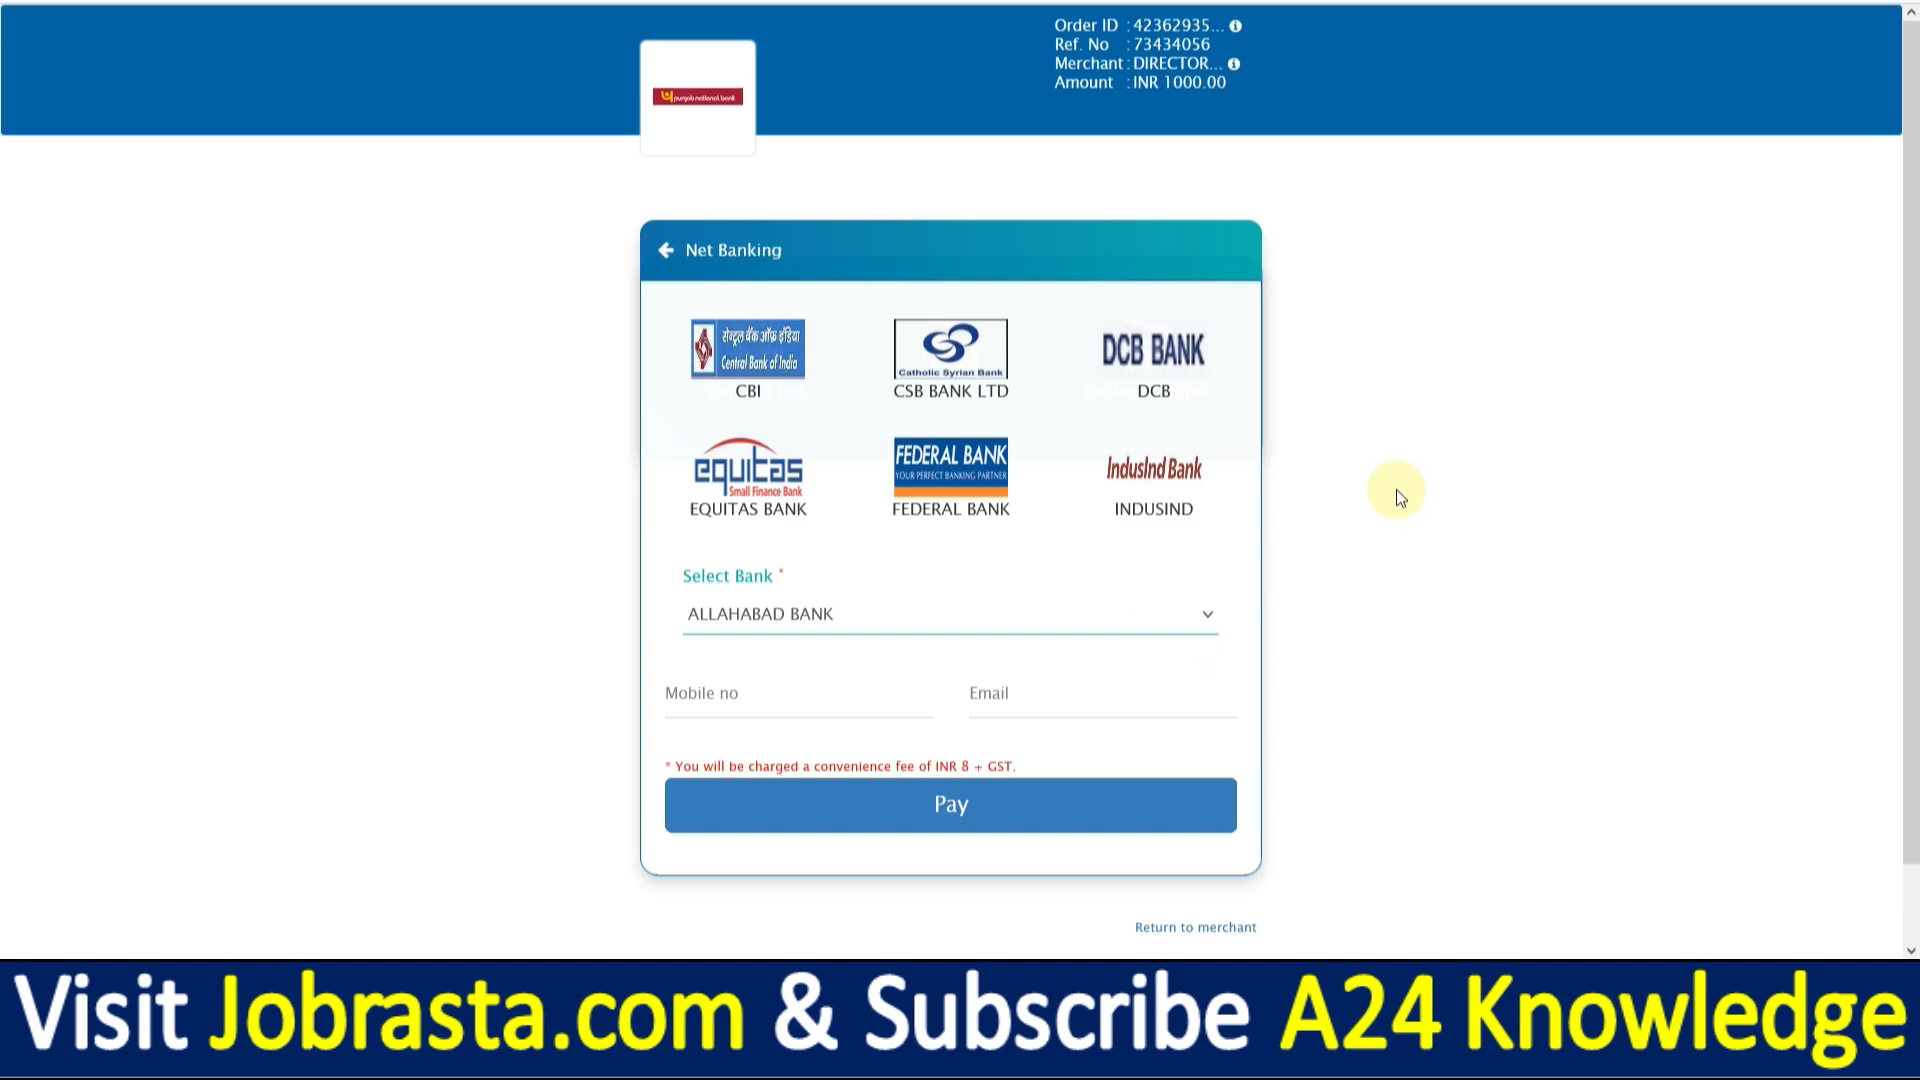 Order ID : 42362935...
Ref. No : 73434056
Merchant : DIRECTOR...
Amount : INR 1000.00
punjab national bank
Net Banking
सेन्ट्रल बैंक ऑफ़ इंडिया
Central Bank of India
CBI
Catholic Syrian Bank
CSB BANK LTD
DCB BANK
DCB
equitas
Small Finance Bank
EQUITAS BANK
FEDERAL BANK
YOUR PERFECT BANKING PARTNER
FEDERAL BANK
IndusInd Bank
INDUSIND
Select Bank *
ALLAHABAD BANK
Mobile no
Email
* You will be charged a convenience fee of INR 8 + GST.
Pay
Return to merchant
Visit Jobrasta.com & Subscribe A24 Knowledge